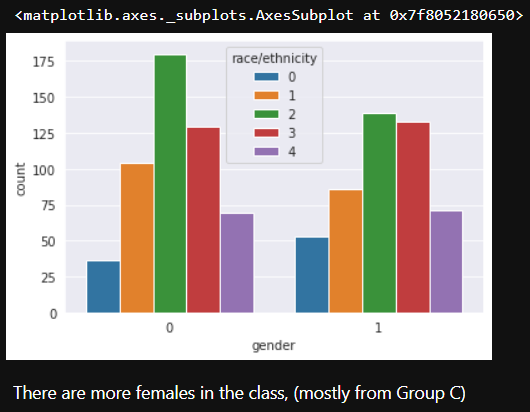 <matplotlib.axes._subplots.AxesSubplot at 0x7f8052180650>
race/ethnicity
0
1
2
3
4
175
150
125
100
75
50
25
0
count
0 1
gender
There are more females in the class, (mostly from Group C)